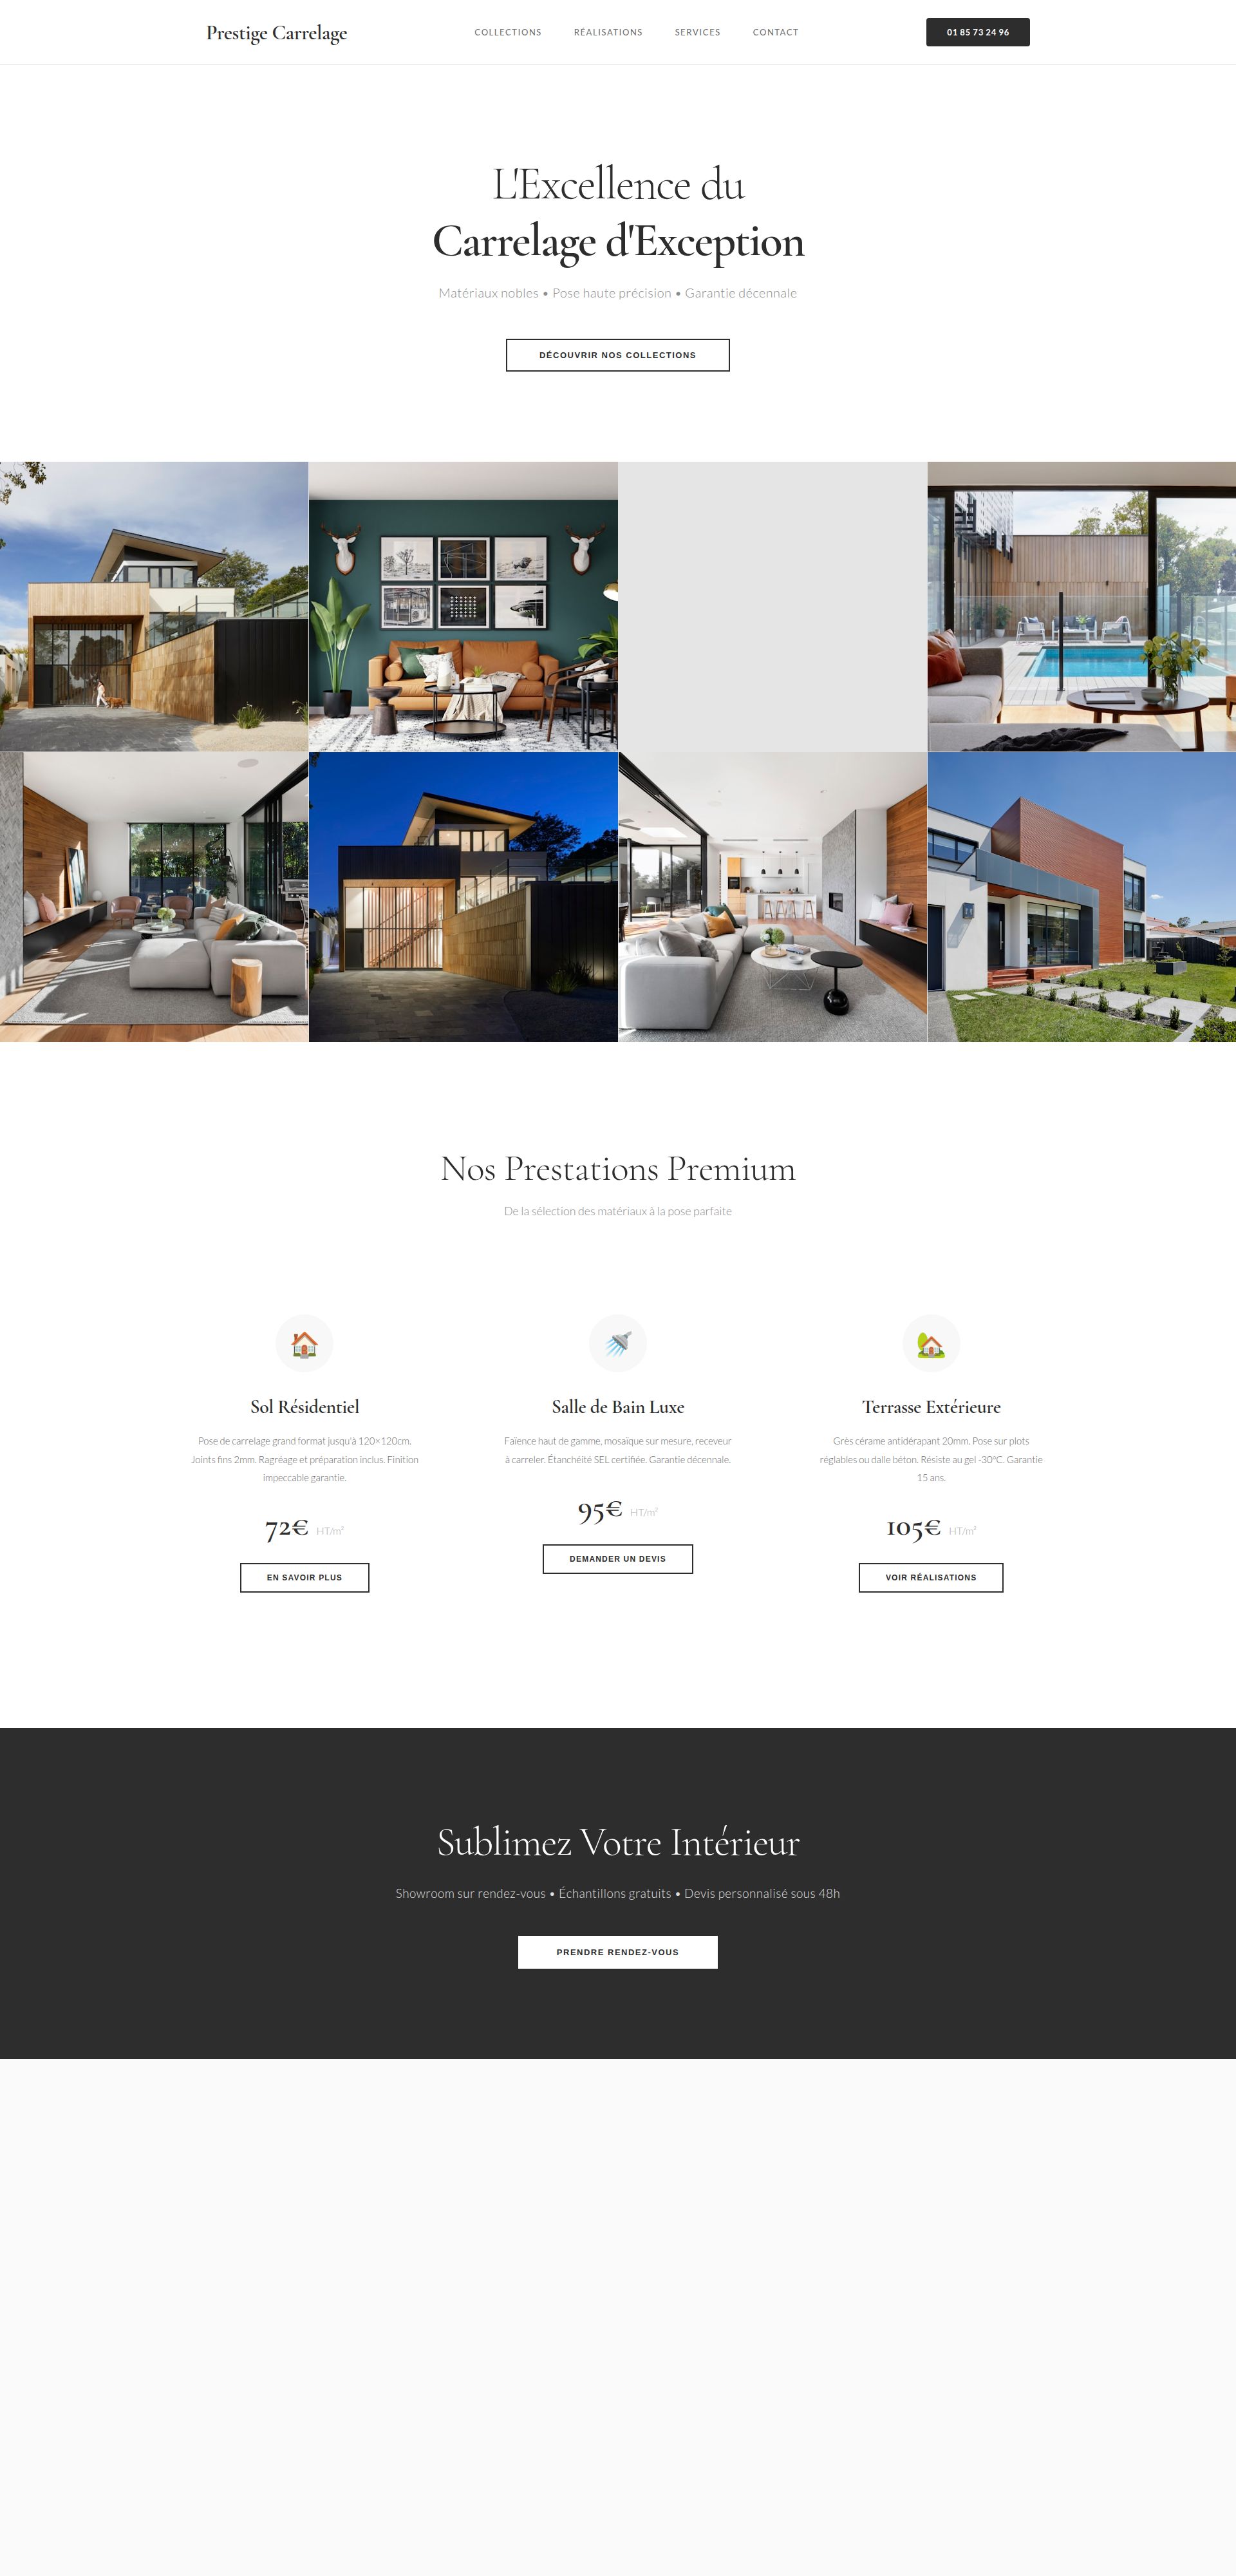 Prestige Carrelage
COLLECTIONS
RÉALISATIONS
SERVICES
CONTACT
01 85 73 24 96
L'Excellence du
Carrelage d'Exception
Matériaux nobles • Pose haute précision • Garantie décennale
DÉCOUVRIR NOS COLLECTIONS
Nos Prestations Premium
De la sélection des matériaux à la pose parfaite
Sol Résidentiel
Pose de carrelage grand format jusqu'à 120×120cm.
Joints fins 2mm. Ragréage et préparation inclus. Finition
impeccable garantie.
72€ HT/m²
EN SAVOIR PLUS
Salle de Bain Luxe
Faïence haut de gamme, mosaïque sur mesure, receveur
à carreler. Étanchéité SEL certifiée. Garantie décennale.
95€ HT/m²
DEMANDER UN DEVIS
Terrasse Extérieure
Grès cérame antidérapant 20mm. Pose sur plots
réglables ou dalle béton. Résiste au gel -30°C. Garantie
15 ans.
105€ HT/m²
VOIR RÉALISATIONS
Sublimez Votre Intérieur
Showroom sur rendez-vous • Échantillons gratuits • Devis personnalisé sous 48h
PRENDRE RENDEZ-VOUS